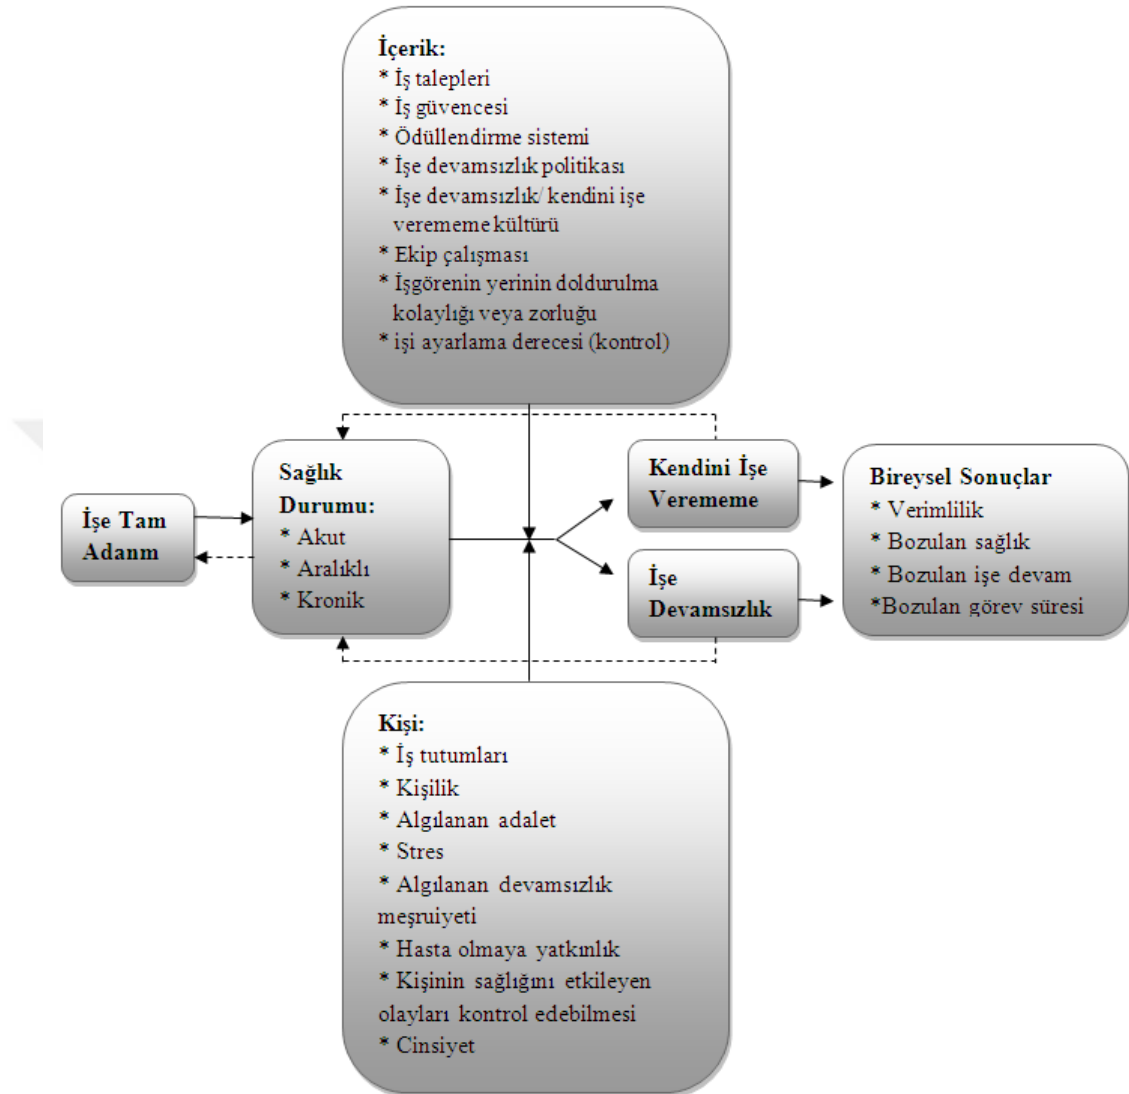 İçerik:
* İş talepleri
* İş güvencesi
* Ödüllendirme sistemi
* İşe devamsızlık politikası
* İşe devamsızlık/ kendini işe
verememe kültürü
* Ekip çalışması
* İşgörenin yerinin doldurulma
kolaylığı veya zorluğu
* işi ayarlama derecesi (kontrol)
İşe Tam
Adanm
Sağlık
Durumu:
* Akut
* Aralıklı
* Kronik
Kendini İşe
Verememe
İşe
Devamsızlık
Bireysel Sonuçlar
* Verimlilik
* Bozulan sağlık
* Bozulan işe devam
*Bozulan görev süresi
Kişi:
* İş tutumları
* Kişilik
* Algılanan adalet
* Stres
* Algılanan devamsızlık
meşruiyeti
* Hasta olmaya yatkınlık
* Kişinin sağlığını etkileyen
olayları kontrol edebilmesi
* Cinsiyet